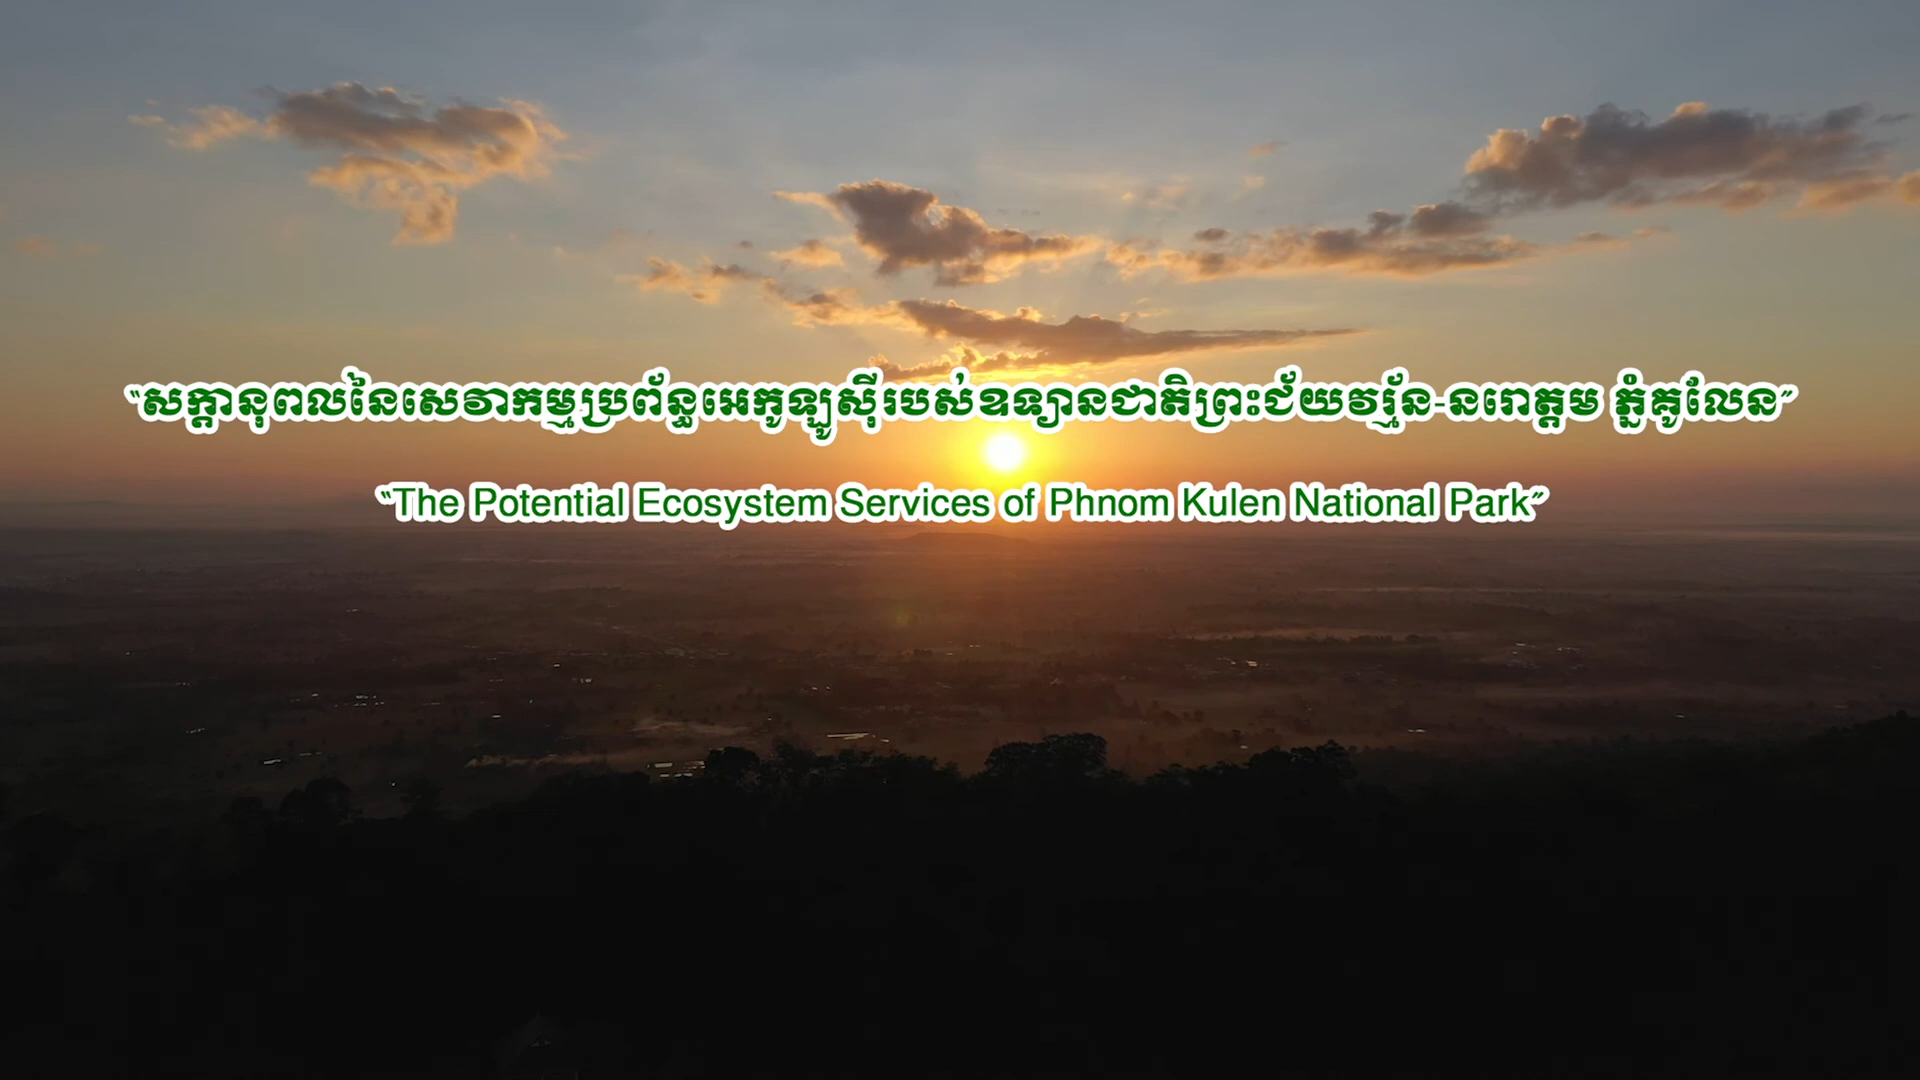 “សក្តានុពលនៃសេវាកម្មប្រព័ន្ធអេកូឡូស៊ីរបស់ឧទ្យានជាតិព្រះជ័យវរ្ម័ន-នរោត្តម ភ្នំគូលែន”
“The Potential Ecosystem Services of Phnom Kulen National Park”